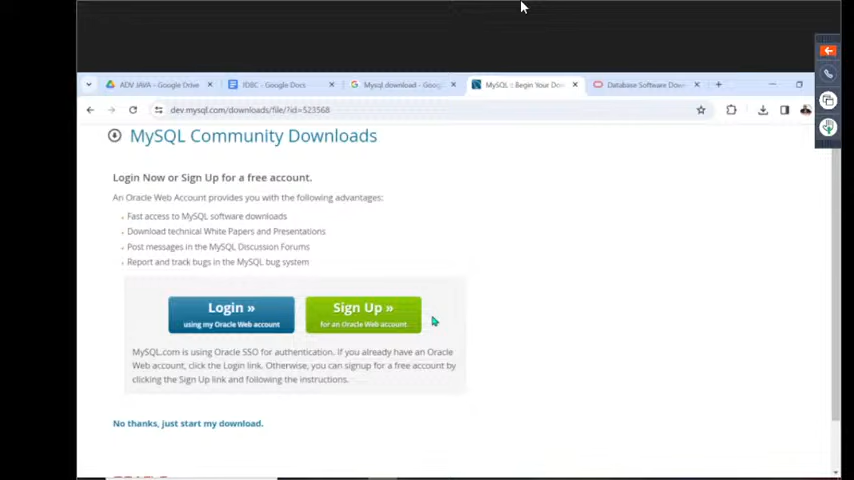 ADV JAVA - Google Drive
JDBC - Google Docs
Mysql download - Goog
MySQL :: Begin Your Do
Database Software Dow
dev.mysql.com/downloads/file/?id=523568
MySQL Community Downloads
Login Now or Sign Up for a free account.
An Oracle Web Account provides you with the following advantages:
Fast access to MySQL software downloads
Download technical White Papers and Presentations
Post messages in the MySQL Discussion Forums
Report and track bugs in the MySQL bug system
Login »
using my Oracle Web account
Sign Up »
for an Oracle Web account
MySQL.com is using Oracle SSO for authentication. If you already have an Oracle
Web account, click the Login link. Otherwise, you can signup for a free account by
clicking the Sign Up link and following the instructions.
No thanks, just start my download.